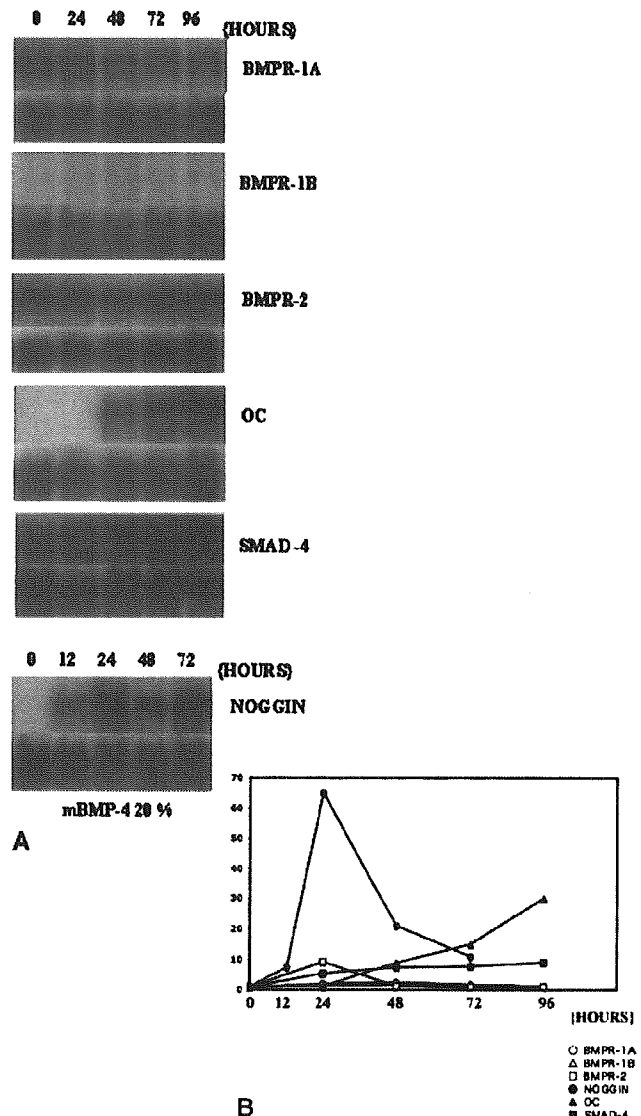 0 24 48 72 96 (HOURS)
BMPR-1A
BMPR-1B
BMPR-2
OC
SMAD-4
0 12 24 48 72 (HOURS)
NOGGIN
mBMP-4 20 %
A
70
60
50
40
30
20
10
0
0 12 24 48 72 96
[HOURS]
BMPR-1A
BMPR-1B
BMPR-2
NOGGIN
OC
SMAD-4
B